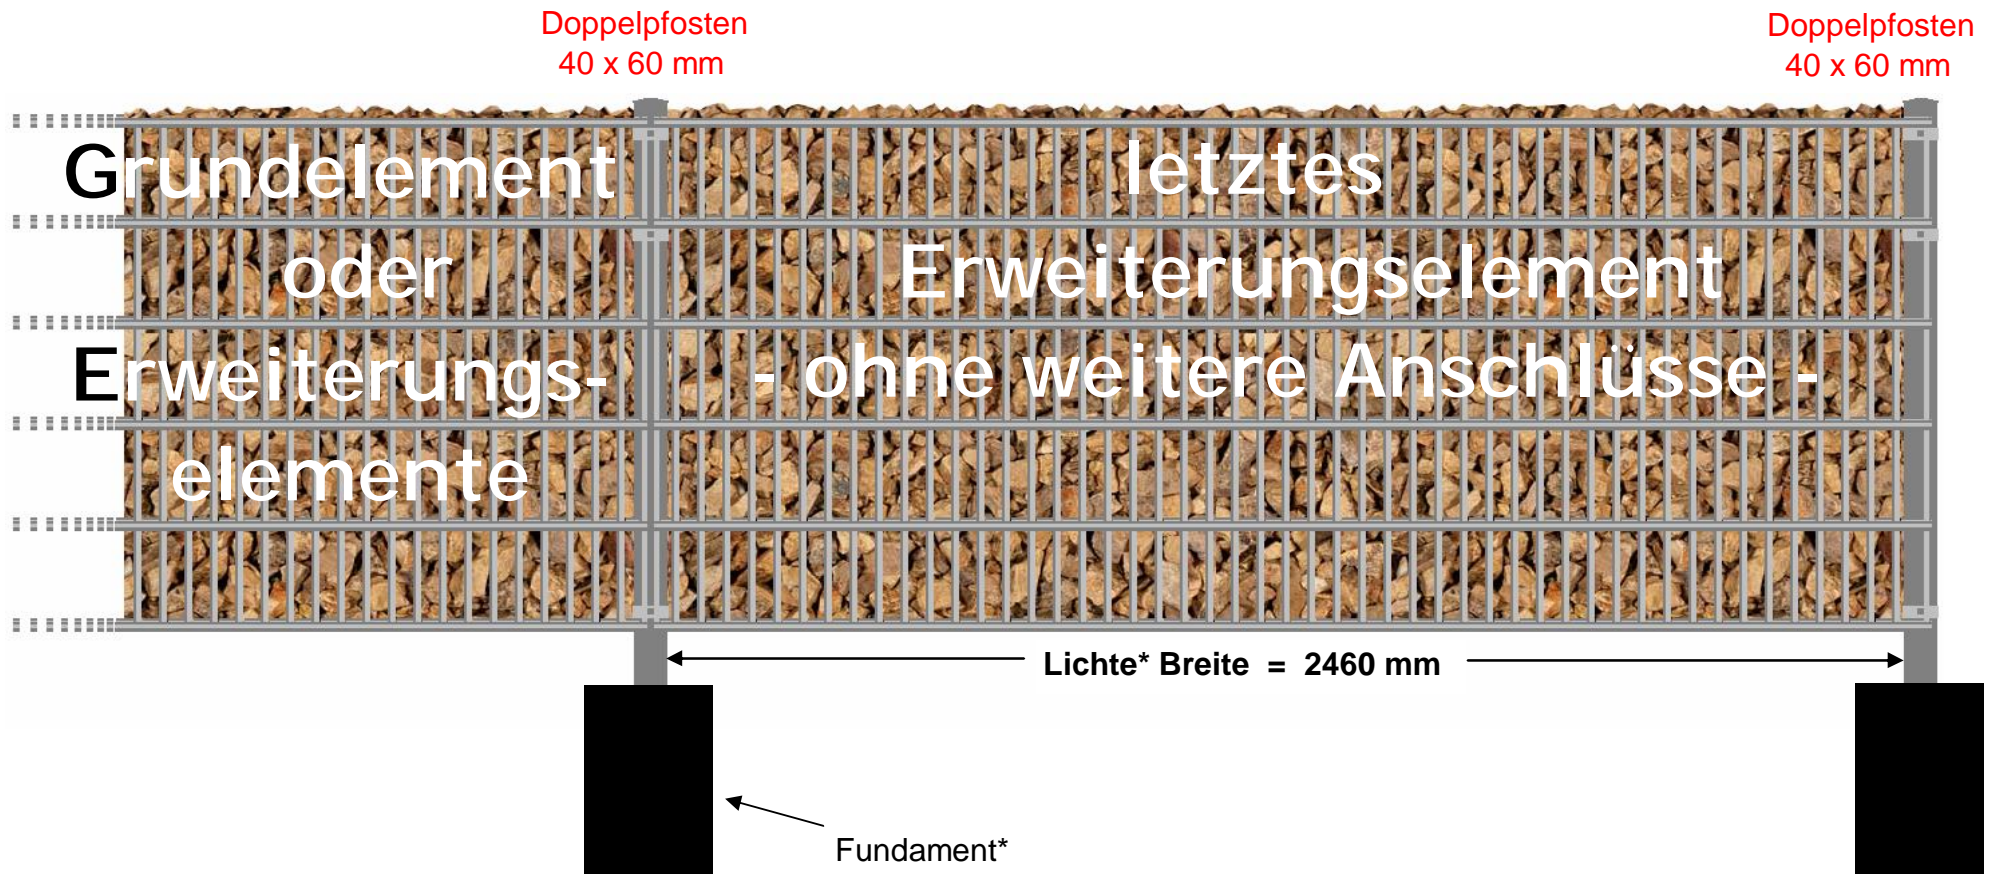 Doppelpfosten
40 x 60 mm
Doppelpfosten
40 x 60 mm
Grundelement
oder
Erweiterungs-
elemente
letztes
Erweiterungselement
- ohne weitere Anschlüsse -
Lichte* Breite = 2460 mm
Fundament*